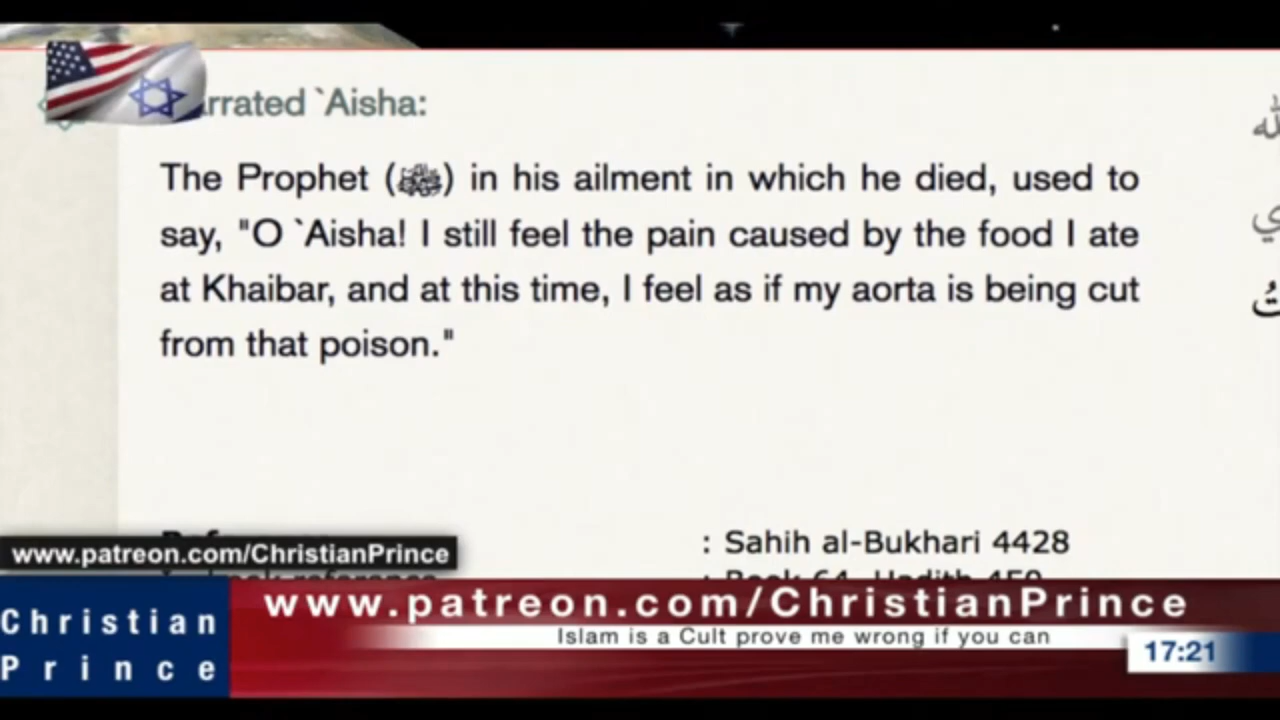 arrated `Aisha:
The Prophet (ﷺ) in his ailment in which he died, used to
say, "O `Aisha! I still feel the pain caused by the food I ate
at Khaibar, and at this time, I feel as if my aorta is being cut
from that poison."
: Sahih al-Bukhari 4428
www.patreon.com/ChristianPrince
www.patreon.com/ChristianPrince
Islam is a Cult prove me wrong if you can
Christian
Prince
17:21